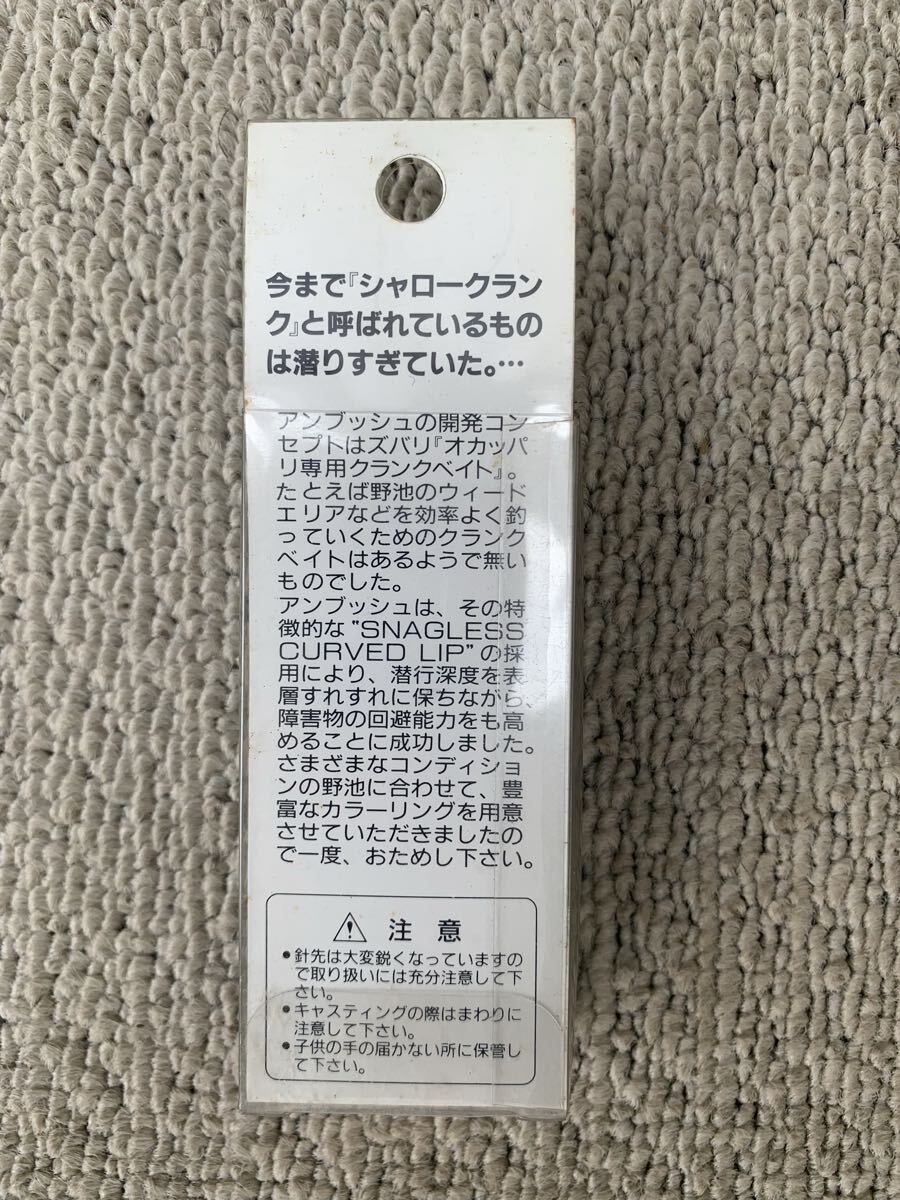 今まで『シャロークラン
ク』と呼ばれているもの
は潜りすぎていた。…
アンブッシュの開発コン
セプトはズバリ『オカッパ
リ専用クランクベイト』。
たとえば野池のウィード
エリアなどを効率よく釣
っていくためのクランク
ベイトはあるようで無い
ものでした。
アンブッシュは、その特
徴的な“SNAGLESS
CURVED LIP”の採
用により、潜行深度を表
層すれすれに保ちながら、
障害物の回避能力をも高
めることに成功しました。
さまざまなコンディショ
ンの野池に合わせて、豊
富なカラーリングを用意
させていただきましたの
で一度、おためし下さい。
注 意
●針先は大変鋭くなっていますの
で取り扱いには充分注意して下
さい。
●キャスティングの際はまわりに
注意して下さい。
●子供の手の届かない所に保管し
て下さい。